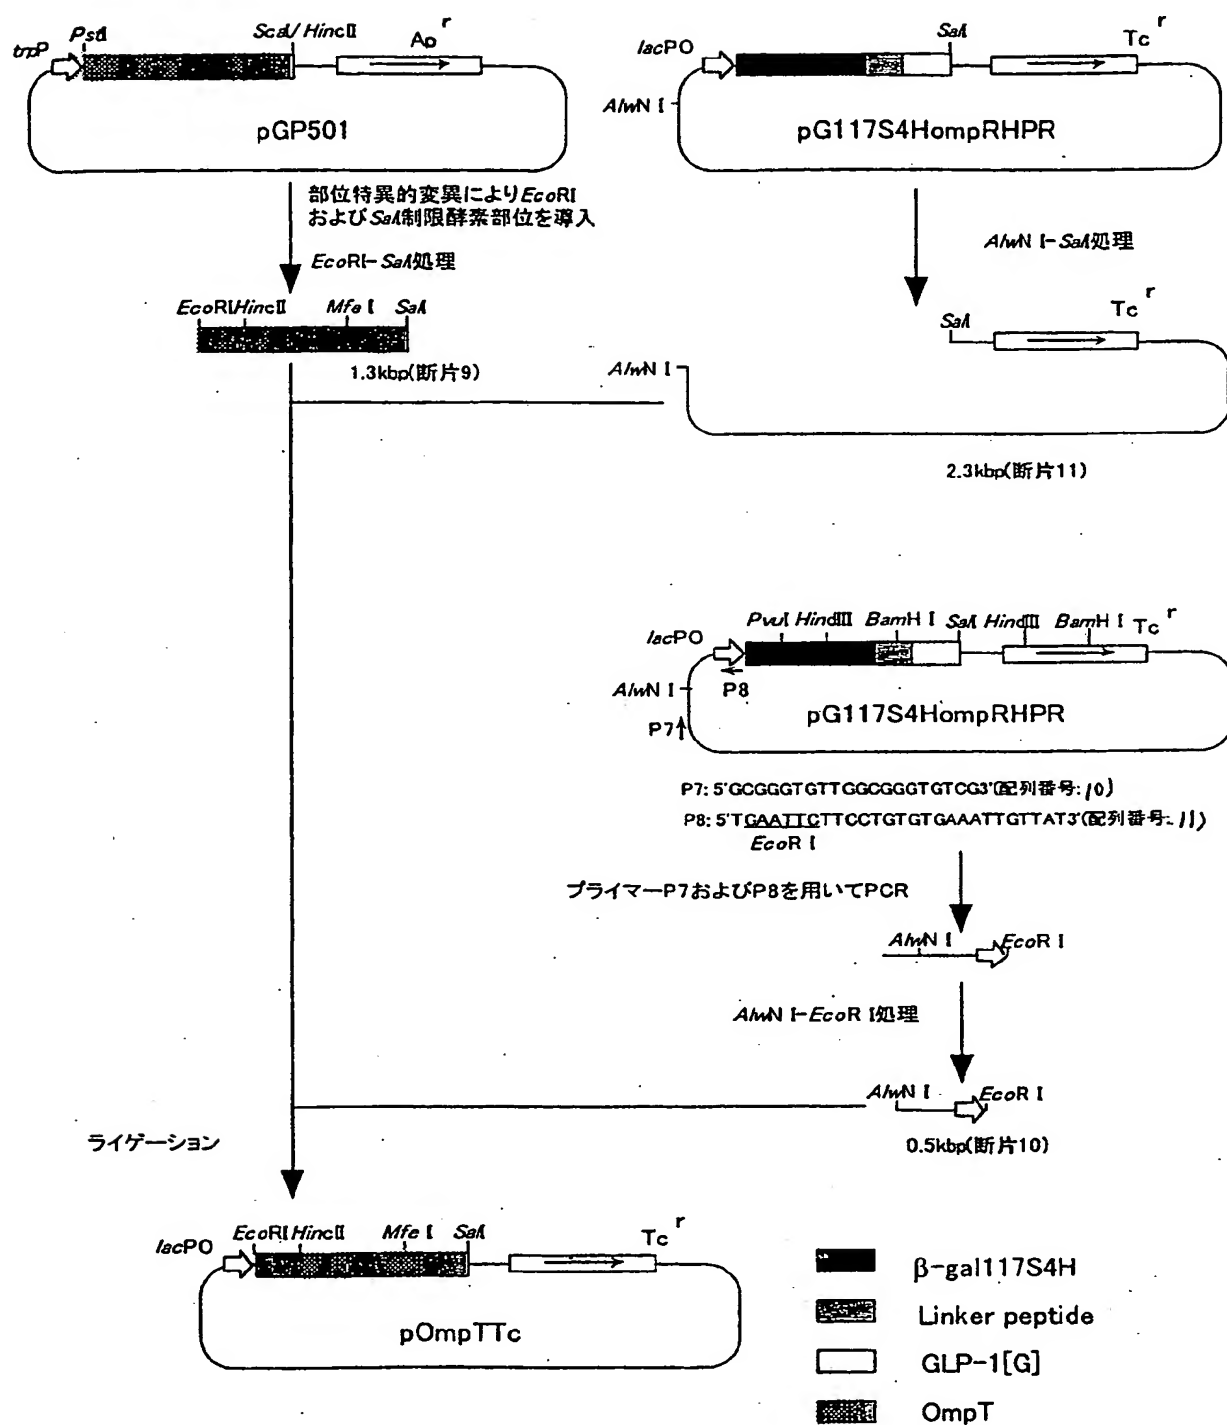 trpP
PstI
ScaI/HincII
Ap r
pGP501
lacPO
SalI
Tc r
AlwN I
pG117S4HompRHPR
部位特異的変異によりEcoRI
およびSalI制限酵素部位を導入
EcoRI-SalI処理
AlwN I-SalI処理
EcoRI HincII Mfe I SalI
1.3kbp(断片9)
SalI
Tc r
AlwN I
2.3kbp(断片11)
lacPO
PvuI HindIII BamH I SalI HindIII BamH I Tc r
AlwN I
P8
P7
pG117S4HompRHPR
P7: 5'GCGGGTGTTGGCGGGTGTCG3'(配列番号:10)
P8: 5'TGAATTCTTCCTGTGTGAAATTGTTAT3'(配列番号:11)
EcoR I
プライマーP7およびP8を用いてPCR
AlwN I EcoR I
AlwN I-EcoR I処理
AlwN I EcoR I
0.5kbp(断片10)
ライゲーション
lacPO
EcoRI HincII Mfe I SalI
Tc r
pOmpTTc
β-gal117S4H
Linker peptide
GLP-1[G]
OmpT